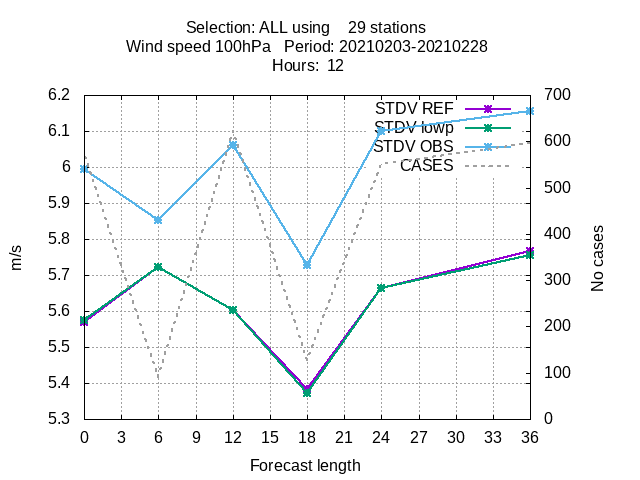 Selection: ALL using    29 stations
Wind speed 100hPa   Period: 20210203-20210228
Hours:  12
6.2
6.1
6
5.9
5.8
5.7
5.6
5.5
5.4
5.3
m/s
STDV REF
STDV lowp
STDV OBS
CASES
700
600
500
400
300
200
100
0
No cases
0 3 6 9 12 15 18 21 24 27 30 33 36
Forecast length